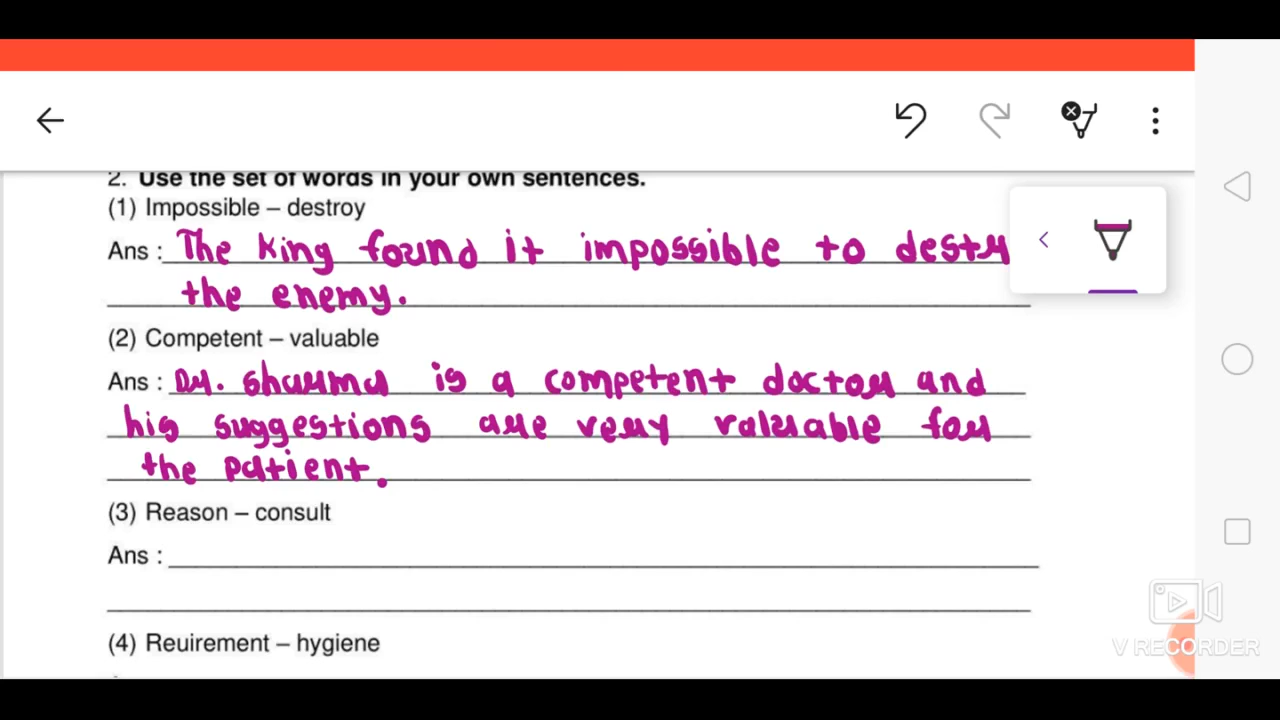 2. Use the set of words in your own sentences.
(1) Impossible – destroy
Ans : The King found it impossible to destr
the enemy.
(2) Competent – valuable
Ans : Dr. Sharma is a competent doctor and
his suggestions are very valuable for
the patient.
(3) Reason – consult
Ans :
(4) Reuirement – hygiene
V RECORDER